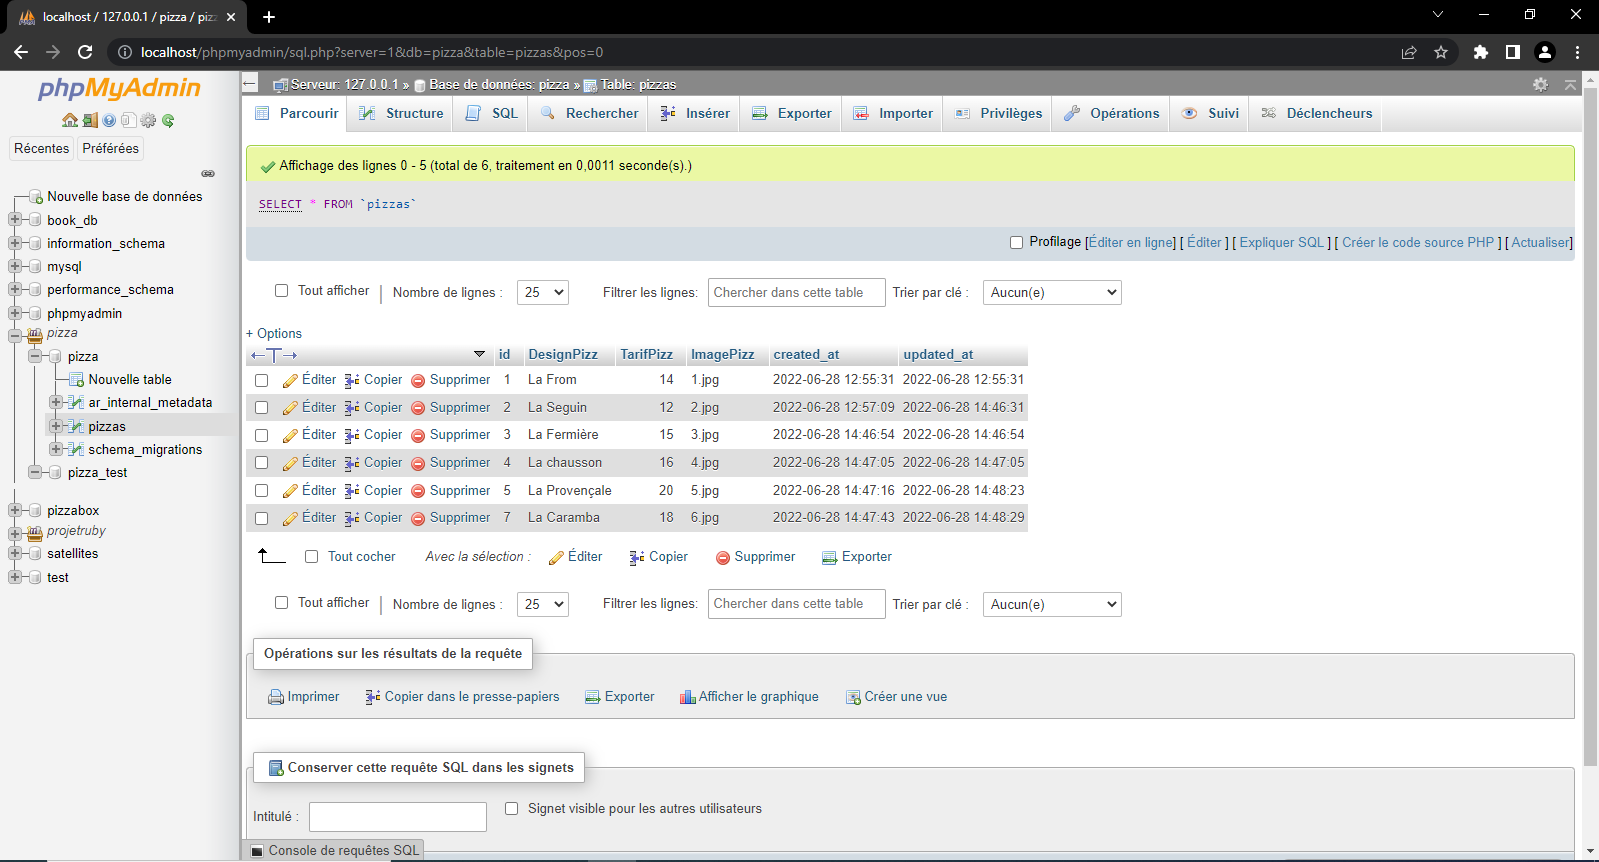 localhost / 127.0.0.1 / pizza / piz
localhost/phpmyadmin/sql.php?server=1&db=pizza&table=pizzas&pos=0
phpMyAdmin
Récentes Préférées
Nouvelle base de données
book_db
information_schema
mysql
performance_schema
phpmyadmin
pizza
pizza
Nouvelle table
ar_internal_metadata
pizzas
schema_migrations
pizza_test
pizzabox
projetruby
satellites
test
Serveur: 127.0.0.1 » Base de données: pizza » Table: pizzas
Parcourir Structure SQL Rechercher Insérer Exporter Importer Privilèges Opérations Suivi Déclencheurs
Affichage des lignes 0 - 5 (total de 6, traitement en 0,0011 seconde(s).)
SELECT * FROM `pizzas`
Profilage [Éditer en ligne] [ Éditer ] [ Expliquer SQL ] [ Créer le code source PHP ] [ Actualiser]
Tout afficher | Nombre de lignes : 25 Filtrer les lignes: Chercher dans cette table Trier par clé : Aucun(e)
+ Options
id DesignPizz TarifPizz ImagePizz created_at updated_at
Éditer Copier Supprimer 1 La From 14 1.jpg 2022-06-28 12:55:31 2022-06-28 12:55:31
Éditer Copier Supprimer 2 La Seguin 12 2.jpg 2022-06-28 12:57:09 2022-06-28 14:46:31
Éditer Copier Supprimer 3 La Fermière 15 3.jpg 2022-06-28 14:46:54 2022-06-28 14:46:54
Éditer Copier Supprimer 4 La chausson 16 4.jpg 2022-06-28 14:47:05 2022-06-28 14:47:05
Éditer Copier Supprimer 5 La Provençale 20 5.jpg 2022-06-28 14:47:16 2022-06-28 14:48:23
Éditer Copier Supprimer 7 La Caramba 18 6.jpg 2022-06-28 14:47:43 2022-06-28 14:48:29
Tout cocher Avec la sélection : Éditer Copier Supprimer Exporter
Tout afficher | Nombre de lignes : 25 Filtrer les lignes: Chercher dans cette table Trier par clé : Aucun(e)
Opérations sur les résultats de la requête
Imprimer Copier dans le presse-papiers Exporter Afficher le graphique Créer une vue
Conserver cette requête SQL dans les signets
Intitulé : Signet visible pour les autres utilisateurs
Console de requêtes SQL